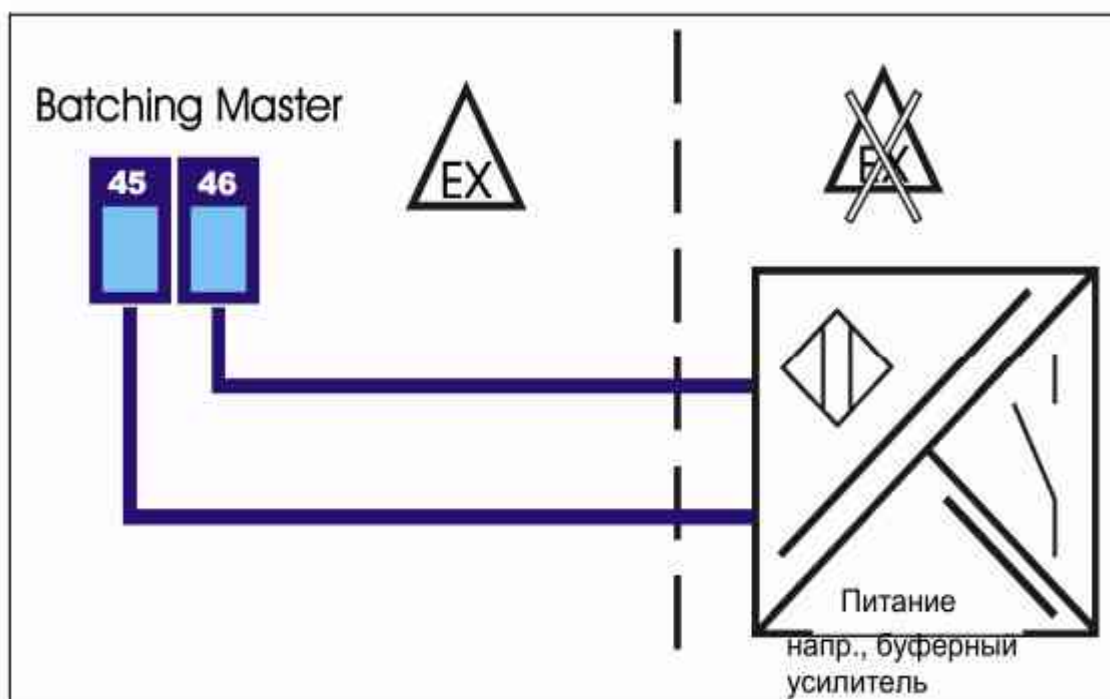 Batching Master
45 46
EX
EX
Питание
напр., буферный
усилитель